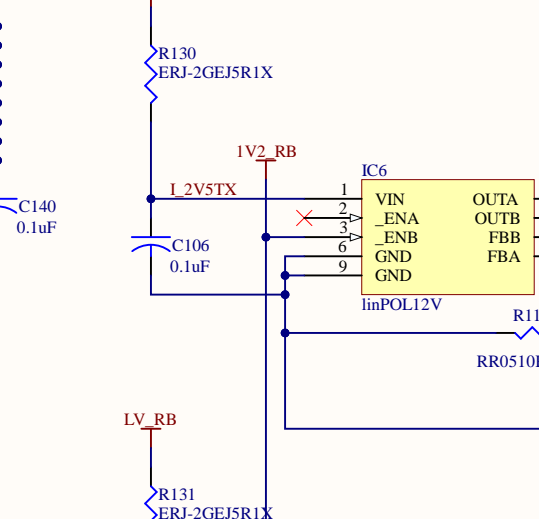 R130
ERJ-2GEJ5R1X
1V2_RB
IC6
I_2V5TX
1 VIN OUTA
2 _ENA OUTB
3 _ENB FBB
6 GND FBA
9 GND
C140
0.1uF
C106
0.1uF
linPOL12V
LV_RB
R131
ERJ-2GEJ5R1X